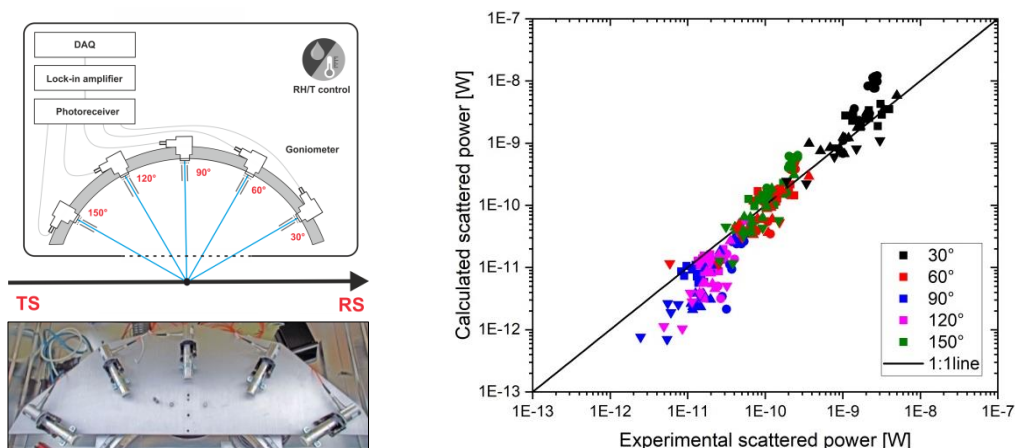 DAQ
Lock-in amplifier
Photoreceiver
RH/T control
Goniometer
90°
120°
60°
150°
30°
TS
RS
Calculated scattered power [W]
1E-7
1E-8
1E-9
1E-10
1E-11
1E-12
1E-13
30°
60°
90°
120°
150°
1:1line
1E-13
1E-12
1E-11
1E-10
1E-9
1E-8
1E-7
Experimental scattered power [W]